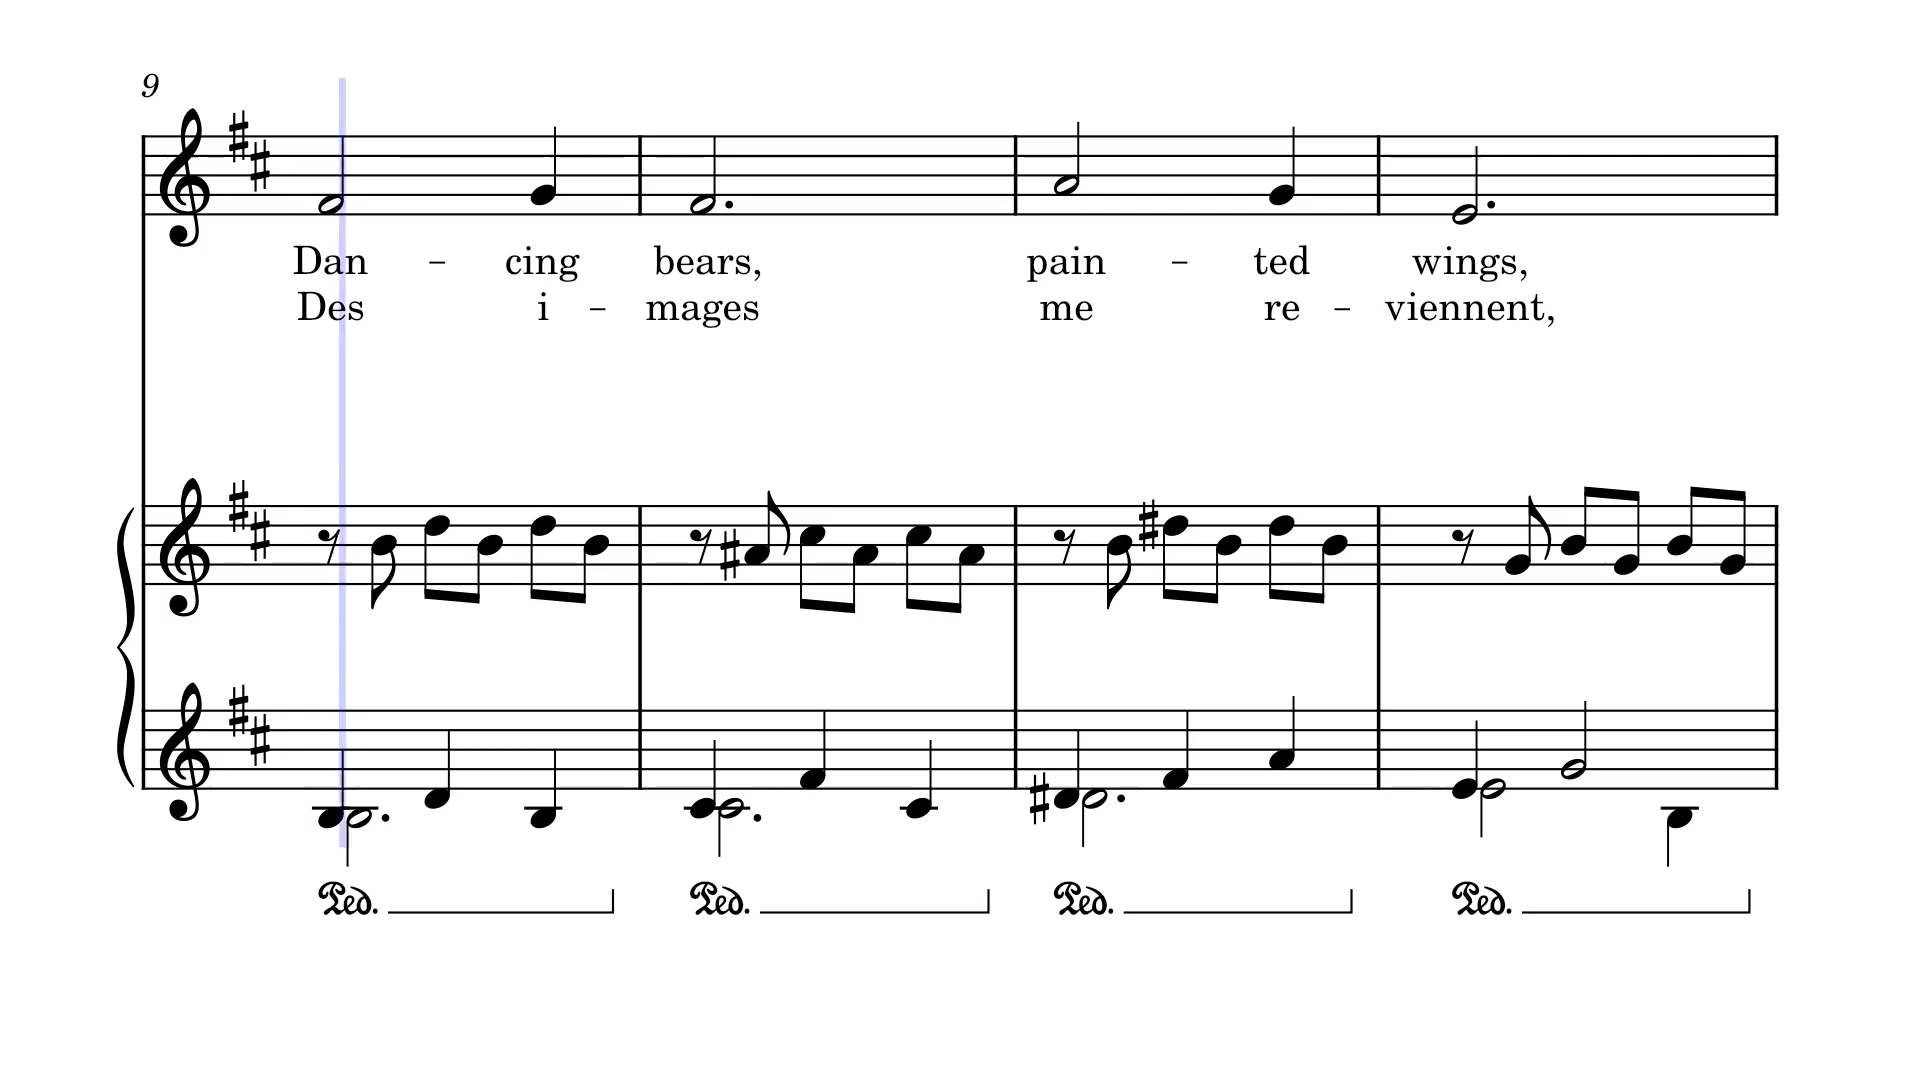 9
Dan - cing bears, pain - ted wings,
Des i - mages me re - viennent,
Ped. Ped. Ped. Ped.